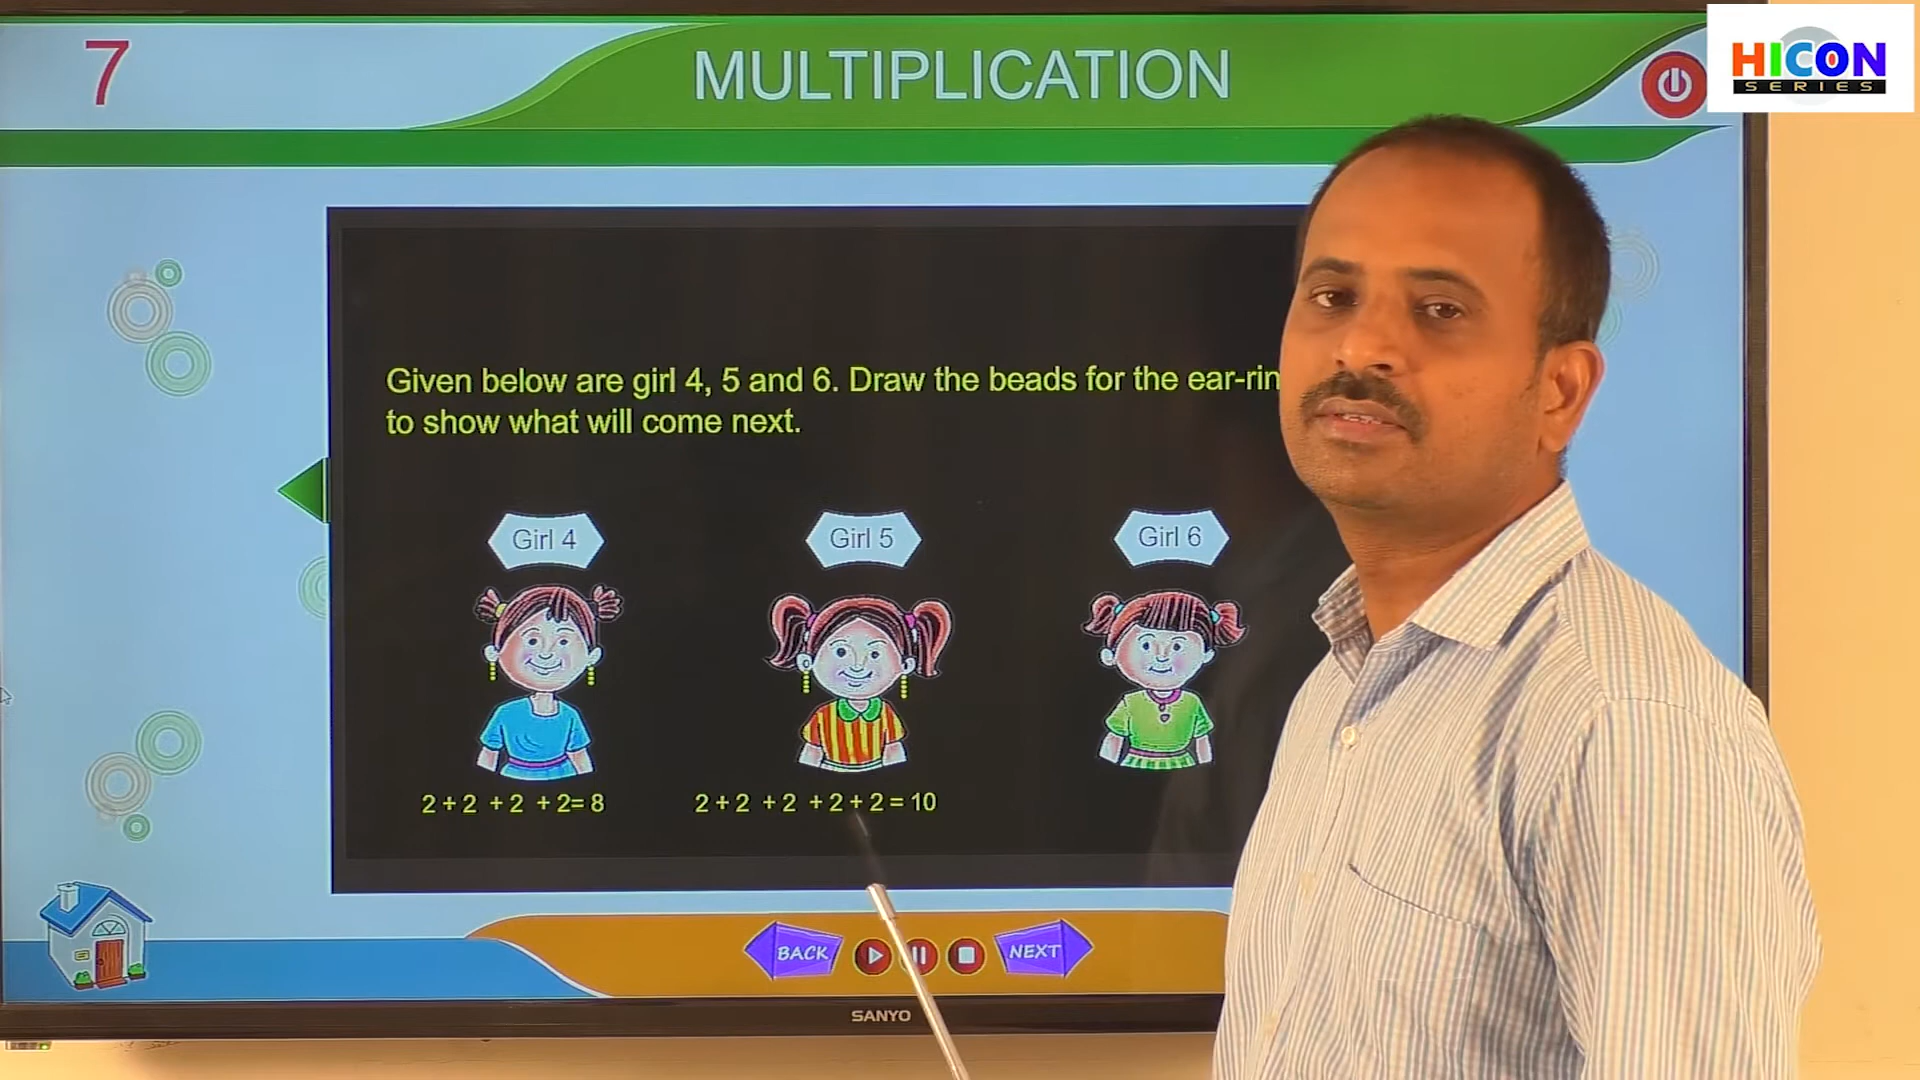 7
MULTIPLICATION
HICON
SERIES
Given below are girl 4, 5 and 6. Draw the beads for the
to show what will come next.
Girl 4
Girl 5
Girl 6
2 + 2 + 2 + 2= 8
2 + 2 + 2 + 2 + 2 = 10
BACK
NEXT
SANYO